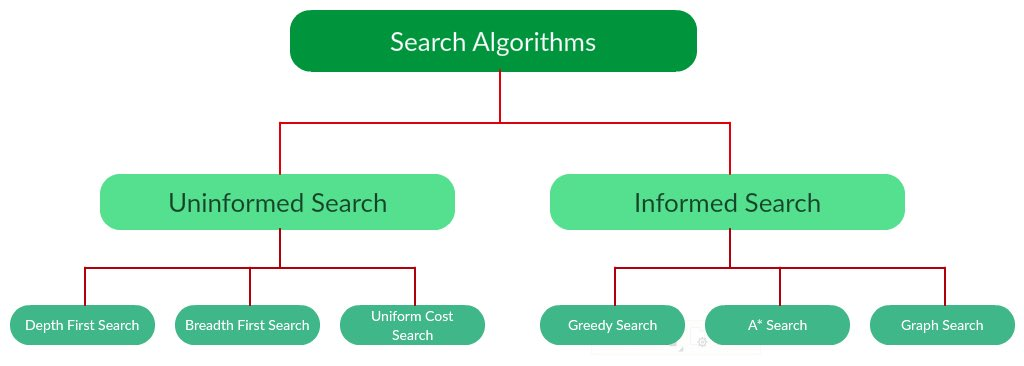 Search Algorithms
Uninformed Search
Informed Search
Depth First Search
Breadth First Search
Uniform Cost
Search
Greedy Search
A* Search
Graph Search